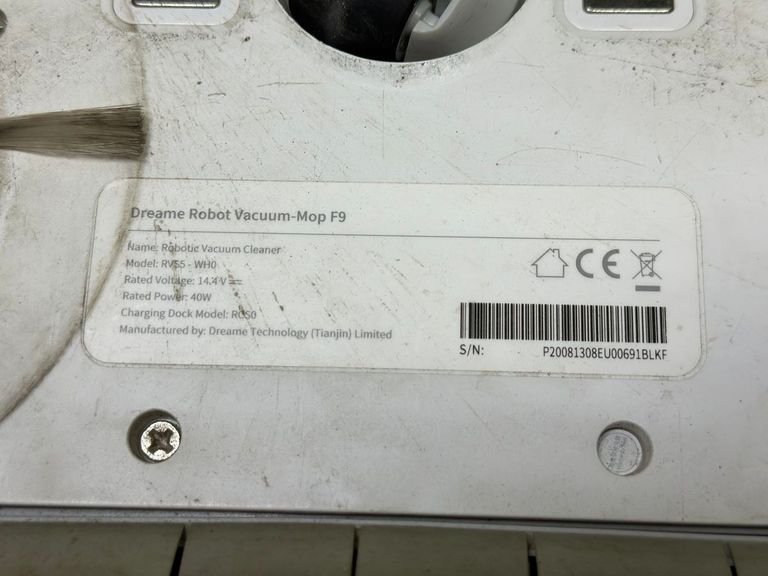 Dreame Robot Vacuum-Mop F9
Name: Robotic Vacuum Cleaner
Model: RVS5 - WH0
Rated Voltage: 14.4V⎓
Rated Power: 40W
Charging Dock Model: RCS0
Manufactured by: Dreame Technology (Tianjin) Limited
CE
S/N: P20081308EU00691BLKF